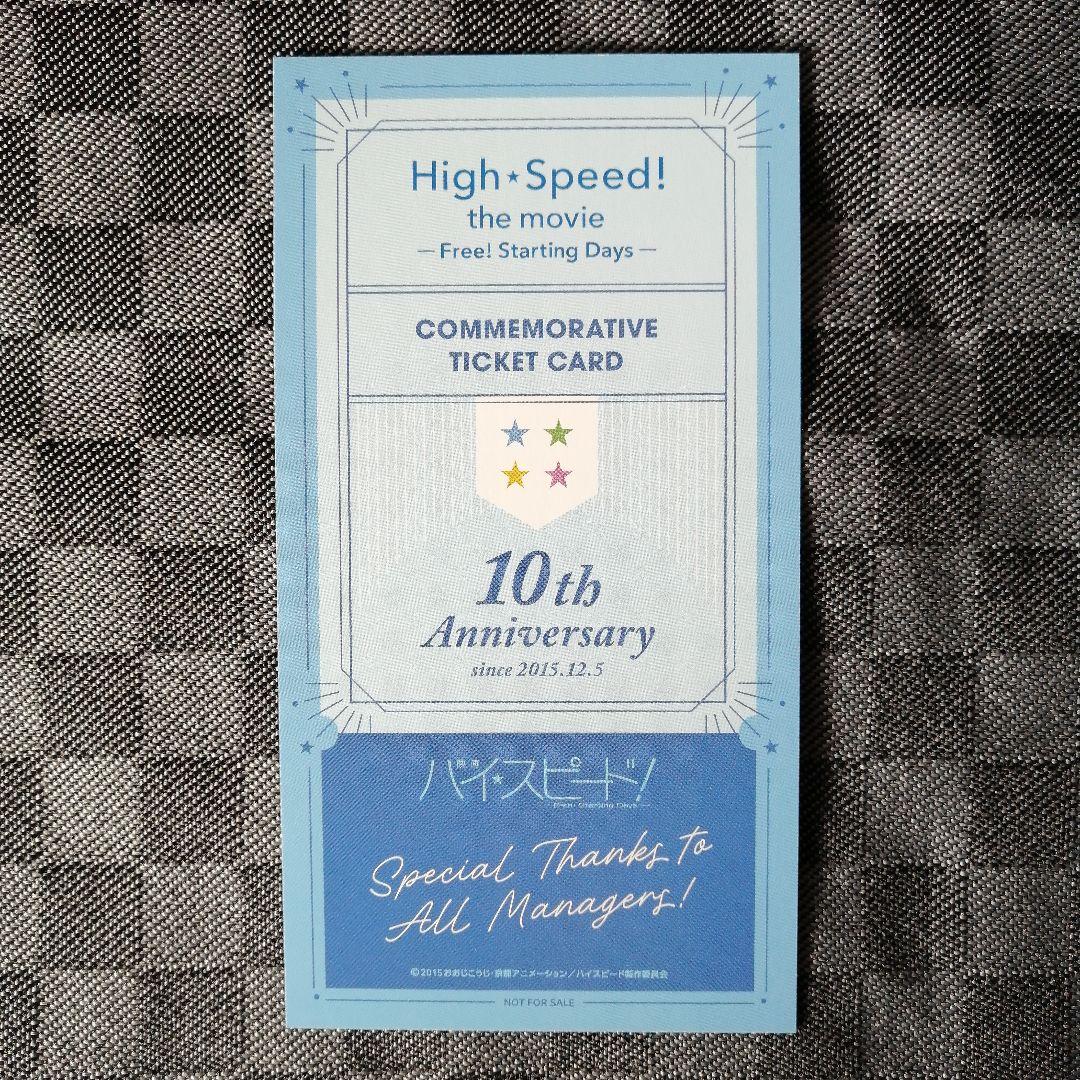 High★Speed!
the movie
— Free! Starting Days —
COMMEMORATIVE
TICKET CARD
10th
Anniversary
since 2015.12.5
映画
ハイ☆スピード!
Free! Starting Days —
Special Thanks to
All Managers!
©2015おおじこうじ・京都アニメーション／ハイスピード製作委員会
NOT FOR SALE